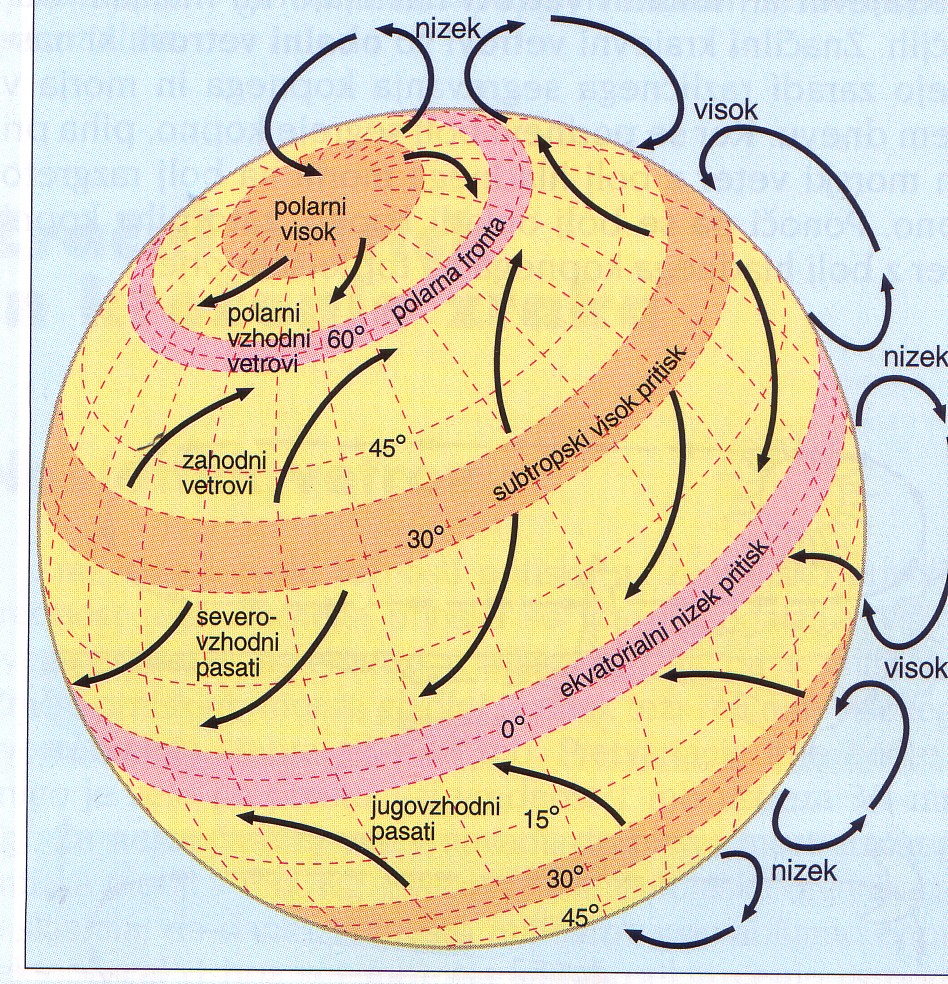 nizek
visok
polarni
visok
polarna fronta
polarni
vzhodni
vetrovi
60°
nizek
45°
zahodni
vetrovi
subtropski visok pritisk
30°
severo-
vzhodni
pasati
ekvatorialni nizek pritisk
visok
0°
jugovzhodni
pasati
15°
nizek
30°
45°